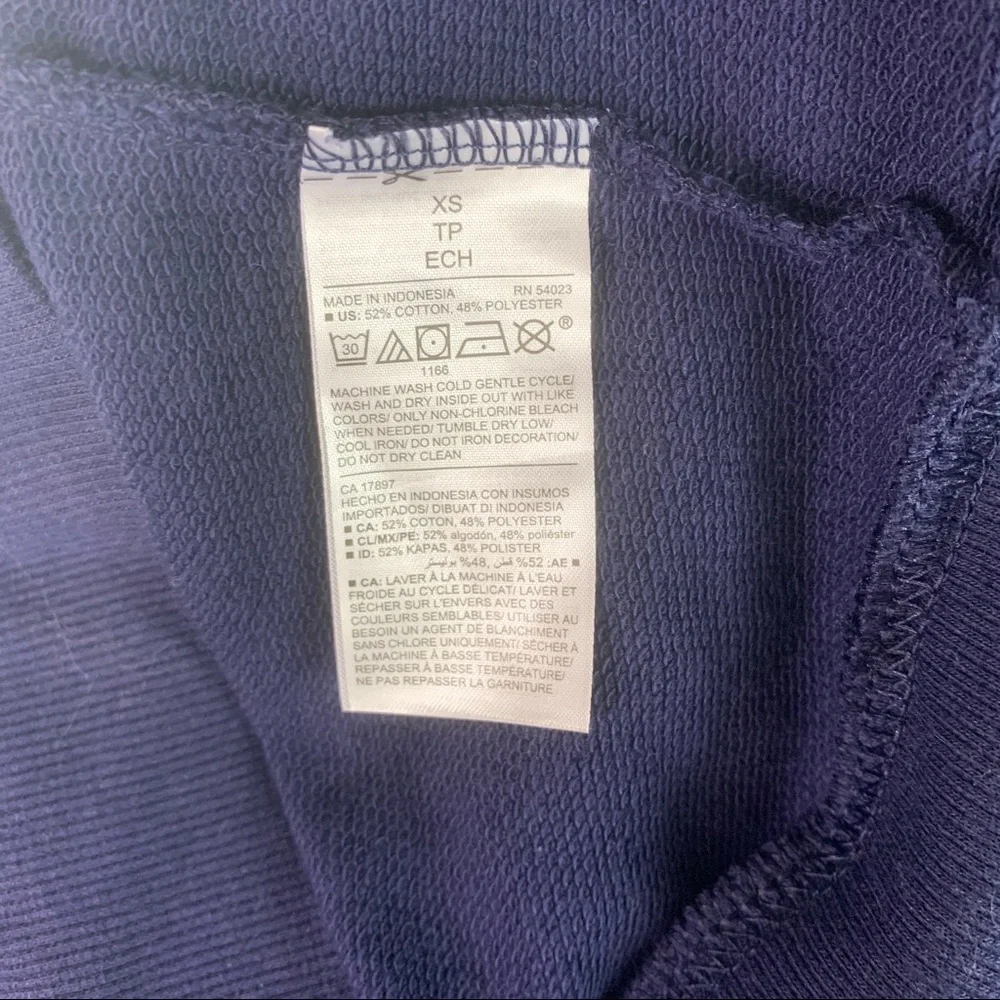 XS
TP
ECH
MADE IN INDONESIA RN 54023
■ US: 52% COTTON, 48% POLYESTER
30 ®
1166
MACHINE WASH COLD GENTLE CYCLE/
WASH AND DRY INSIDE OUT WITH LIKE
COLORS/ ONLY NON-CHLORINE BLEACH
WHEN NEEDED/ TUMBLE DRY LOW/
COOL IRON/ DO NOT IRON DECORATION/
DO NOT DRY CLEAN
CA 17897
HECHO EN INDONESIA CON INSUMOS
IMPORTADOS/ DIBUAT DI INDONESIA
■ CA: 52% COTON, 48% POLYESTER
■ CL/MX/PE: 52% algodón, 48% poliéster
■ ID: 52% KAPAS, 48% POLISTER
■ AE: 52% قطن, 48% بوليستر
■ CA: LAVER À LA MACHINE À L'EAU
FROIDE AU CYCLE DÉLICAT/ LAVER ET
SÉCHER SUR L'ENVERS AVEC DES
COULEURS SEMBLABLES/ UTILISER AU
BESOIN UN AGENT DE BLANCHIMENT
SANS CHLORE UNIQUEMENT/ SÉCHER À
LA MACHINE À BASSE TEMPÉRATURE/
REPASSER À BASSE TEMPÉRATURE/
NE PAS REPASSER LA GARNITURE